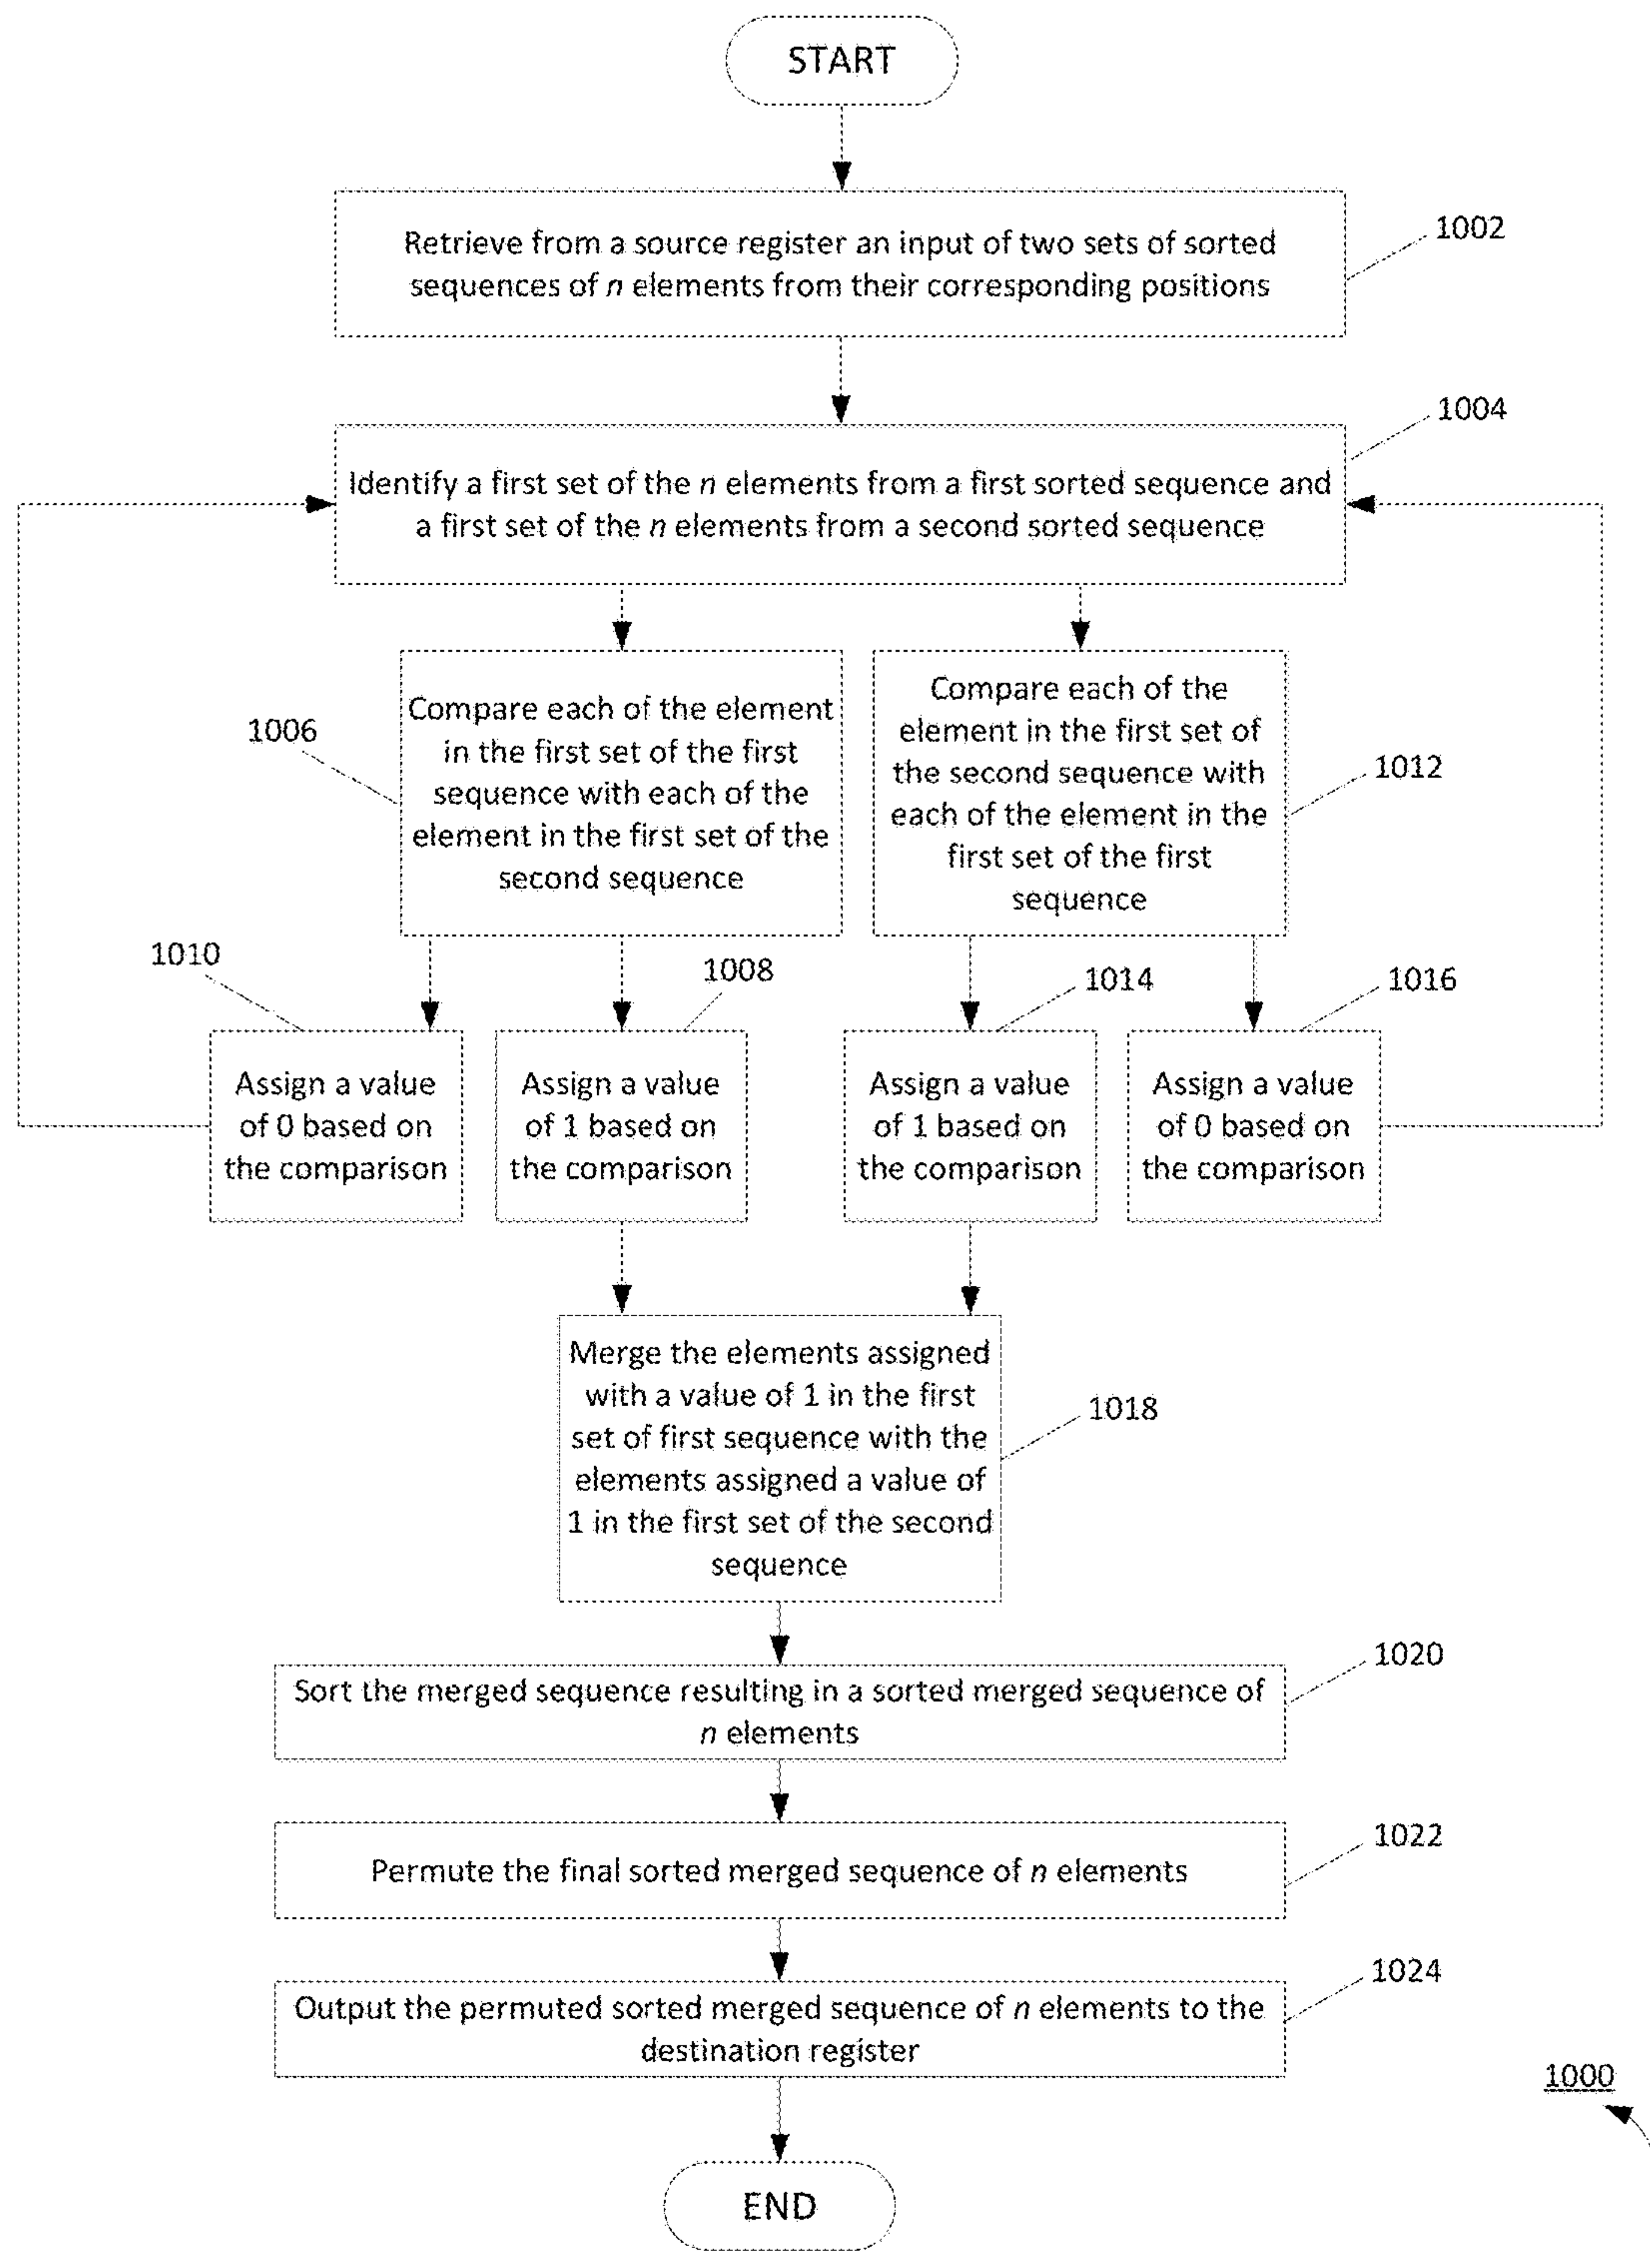 START
Retrieve from a source register an input of two sets of sorted
sequences of n elements from their corresponding positions
1002
1004
Identify a first set of the n elements from a first sorted sequence and
a first set of the n elements from a second sorted sequence
1006
Compare each of the element
in the first set of the first
sequence with each of the
element in the first set of the
second sequence
Compare each of the
element in the first set of
the second sequence with
each of the element in the
first set of the first
sequence
1012
1010
1008
1014
1016
Assign a value
of 0 based on
the comparison
Assign a value
of 1 based on
the comparison
Assign a value
of 1 based on
the comparison
Assign a value
of 0 based on
the comparison
Merge the elements assigned
with a value of 1 in the first
set of first sequence with the
elements assigned a value of
1 in the first set of the second
sequence
1018
1020
Sort the merged sequence resulting in a sorted merged sequence of
n elements
1022
Permute the final sorted merged sequence of n elements
1024
Output the permuted sorted merged sequence of n elements to the
destination register
1000
END